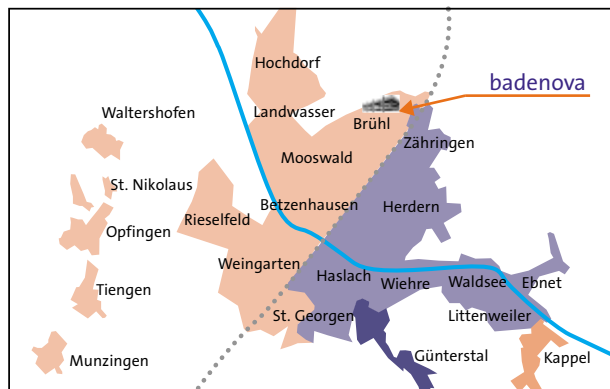 Hochdorf
badenova
Waltershofen
Landwasser
Brühl
Zähringen
Mooswald
St. Nikolaus
Betzenhausen
Herdern
Rieselfeld
Opfingen
Weingarten
Haslach
Wiehre
Waldsee
Ebnet
Tiengen
St. Georgen
Littenweiler
Munzingen
Günterstal
Kappel